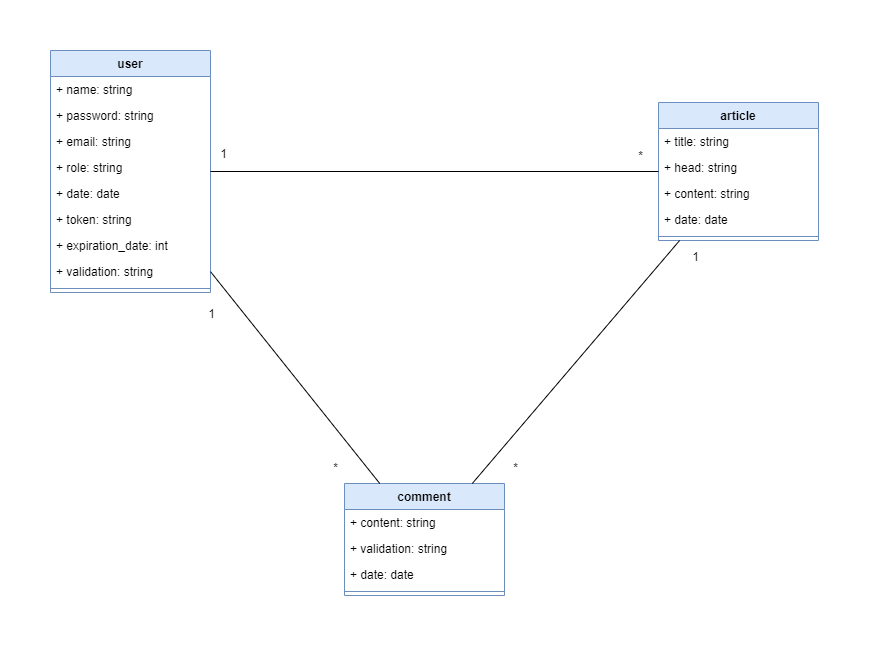 user
+ name: string
+ password: string
+ email: string
+ role: string
+ date: date
+ token: string
+ expiration_date: int
+ validation: string
1
*
article
+ title: string
+ head: string
+ content: string
+ date: date
1
1
*
*
comment
+ content: string
+ validation: string
+ date: date